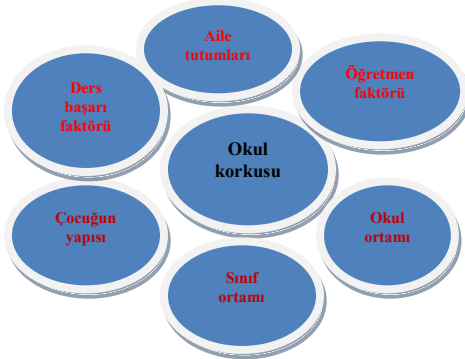 Aile
tutumları
Öğretmen
faktörü
Ders
başarı
faktörü
Okul
korkusu
Çocuğun
yapısı
Okul
ortamı
Sınıf
ortamı